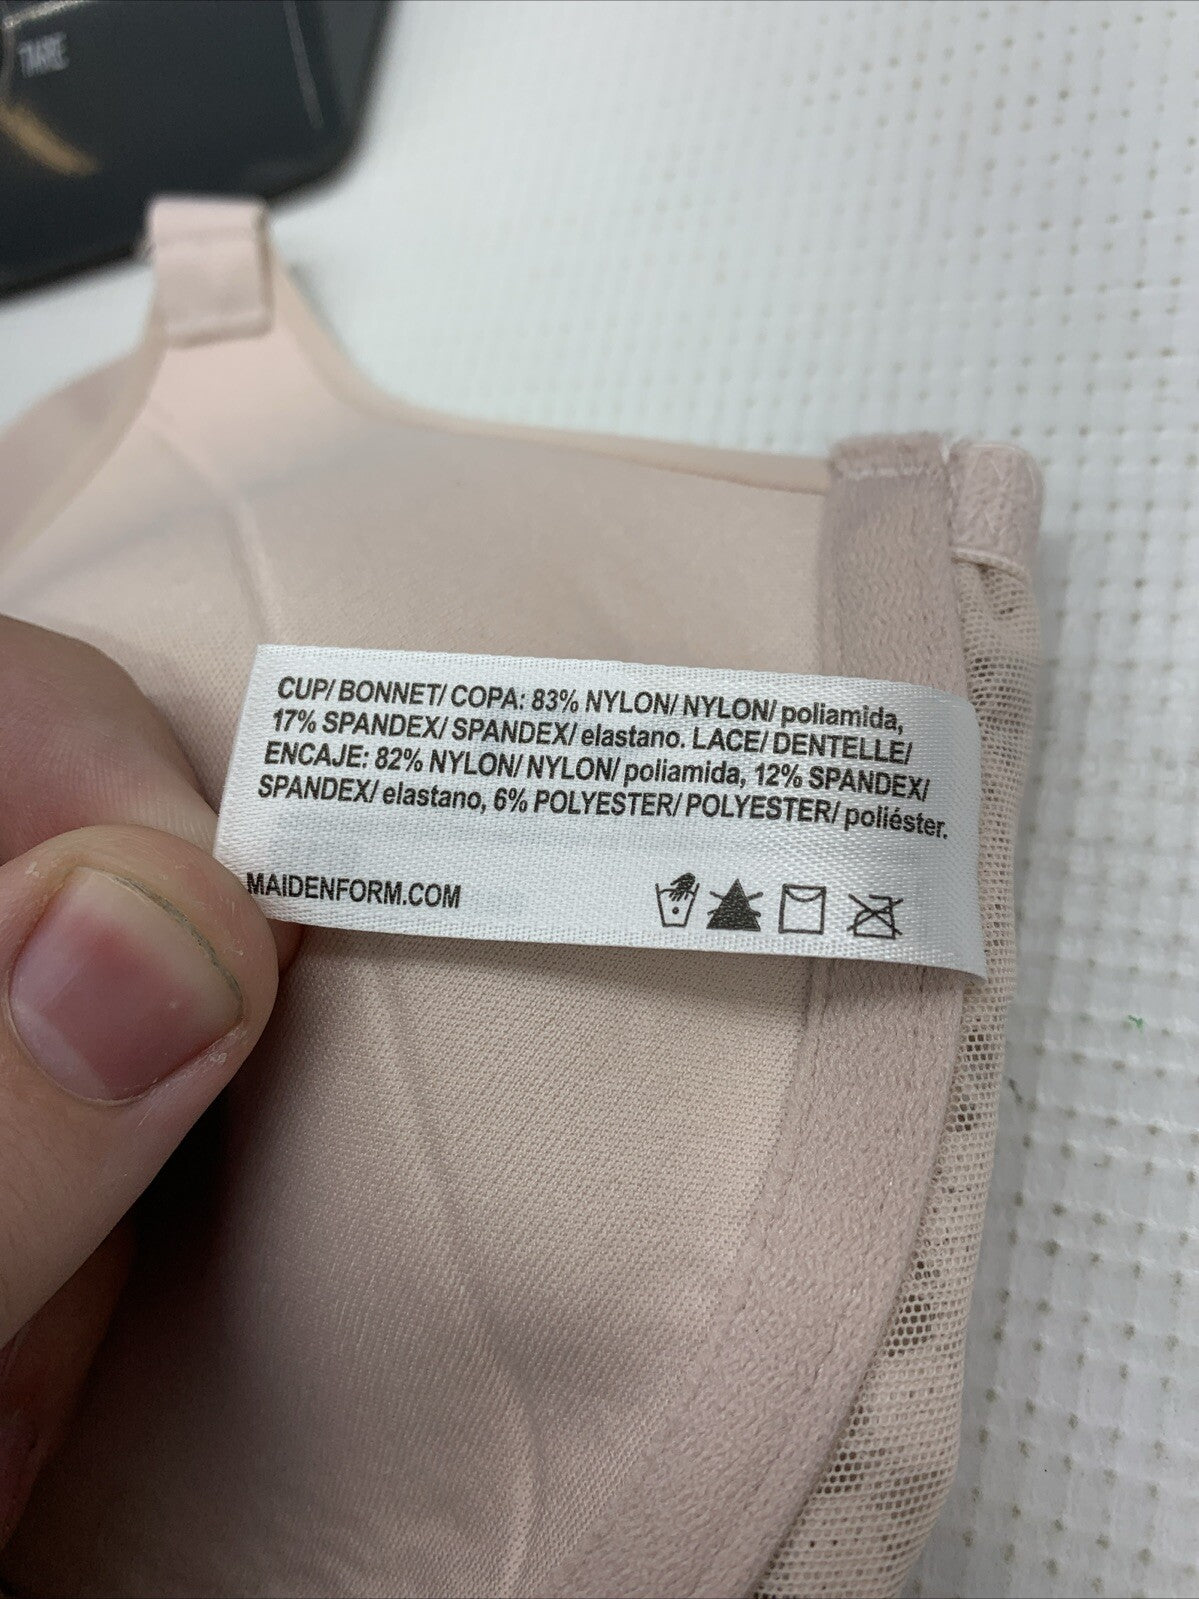 CUP/ BONNET/ COPA: 83% NYLON/ NYLON/ poliamida,
17% SPANDEX/ SPANDEX/ elastano. LACE/ DENTELLE/
ENCAJE: 82% NYLON/ NYLON/ poliamida, 12% SPANDEX/
SPANDEX/ elastano, 6% POLYESTER/ POLYESTER/ poliéster.
MAIDENFORM.COM